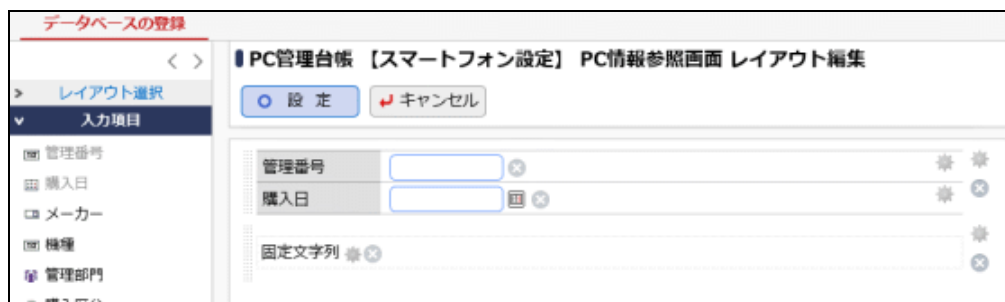 データベースの登録
レイアウト選択
入力項目
管理番号
購入日
メーカー
機種
管理部門
PC管理台帳 【スマートフォン設定】 PC情報参照画面 レイアウト編集
設 定
キャンセル
管理番号
購入日
固定文字列